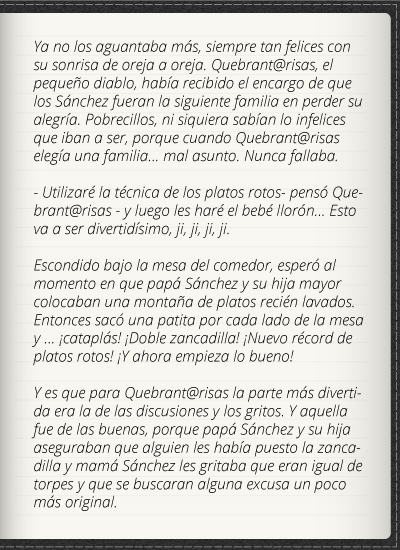 Ya no los aguantaba más, siempre tan felices con
su sonrisa de oreja a oreja. Quebrant@risas, el
pequeño diablo, había recibido el encargo de que
los Sánchez fueran la siguiente familia en perder su
alegría. Pobrecillos, ni siquiera sabían lo infelices
que iban a ser, porque cuando Quebrant@risas
elegía una familia... mal asunto. Nunca fallaba.

- Utilizaré la técnica de los platos rotos- pensó Que-
brant@risas - y luego les haré el bebé llorón... Esto
va a ser divertidísimo, ji, ji, ji, ji.

Escondido bajo la mesa del comedor, esperó al
momento en que papá Sánchez y su hija mayor
colocaban una montaña de platos recién lavados.
Entonces sacó una patita por cada lado de la mesa
y ... ¡cataplás! ¡Doble zancadilla! ¡Nuevo récord de
platos rotos! ¡Y ahora empieza lo bueno!

Y es que para Quebrant@risas la parte más diverti-
da era la de las discusiones y los gritos. Y aquella
fue de las buenas, porque papá Sánchez y su hija
aseguraban que alguien les había puesto la zanca-
dilla y mamá Sánchez les gritaba que eran igual de
torpes y que se buscaran alguna excusa un poco
más original.